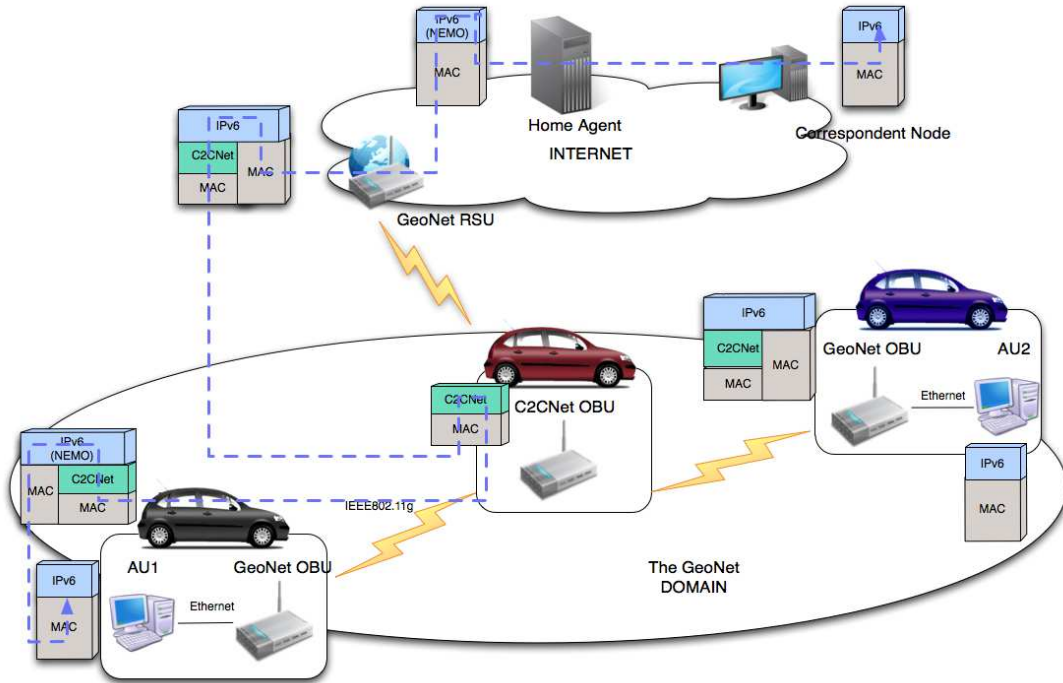 IPv6
(NEMO)
MAC
IPv6
MAC
Home Agent
Correspondent Node
INTERNET
IPv6
C2CNet
MAC
MAC
GeoNet RSU
IPv6
C2CNet
MAC
MAC
GeoNet OBU
AU2
Ethernet
C2CNet
MAC
C2CNet OBU
IPv6
(NEMO)
MAC
C2CNet
MAC
IEEE802.11g
IPv6
MAC
AU1
GeoNet OBU
Ethernet
IPv6
MAC
The GeoNet
DOMAIN